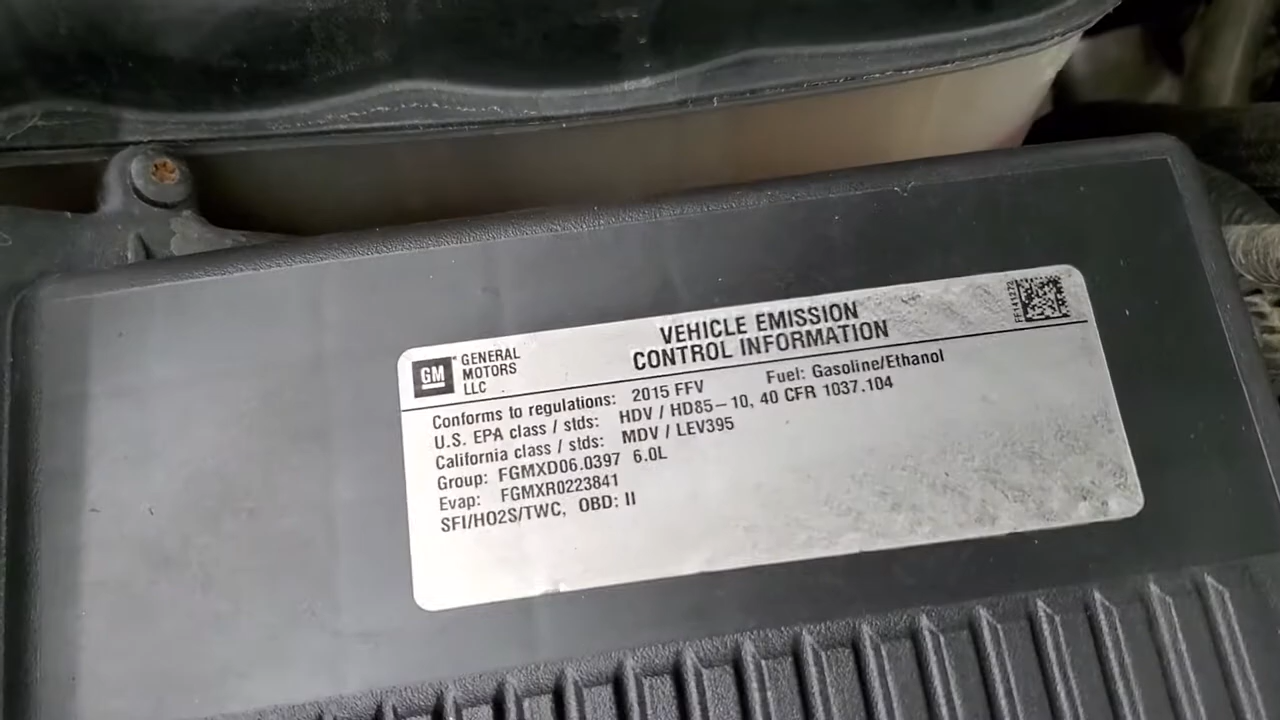 GM
GENERAL
MOTORS
LLC
VEHICLE EMISSION
CONTROL INFORMATION
FF141272
Conforms to regulations: 2015 FFV Fuel: Gasoline/Ethanol
U.S. EPA class / stds: HDV / HD85-10, 40 CFR 1037.104
California class / stds: MDV / LEV395
Group: FGMXD06.0397 6.0L
Evap: FGMXR0223841
SFI/HO2S/TWC, OBD: II